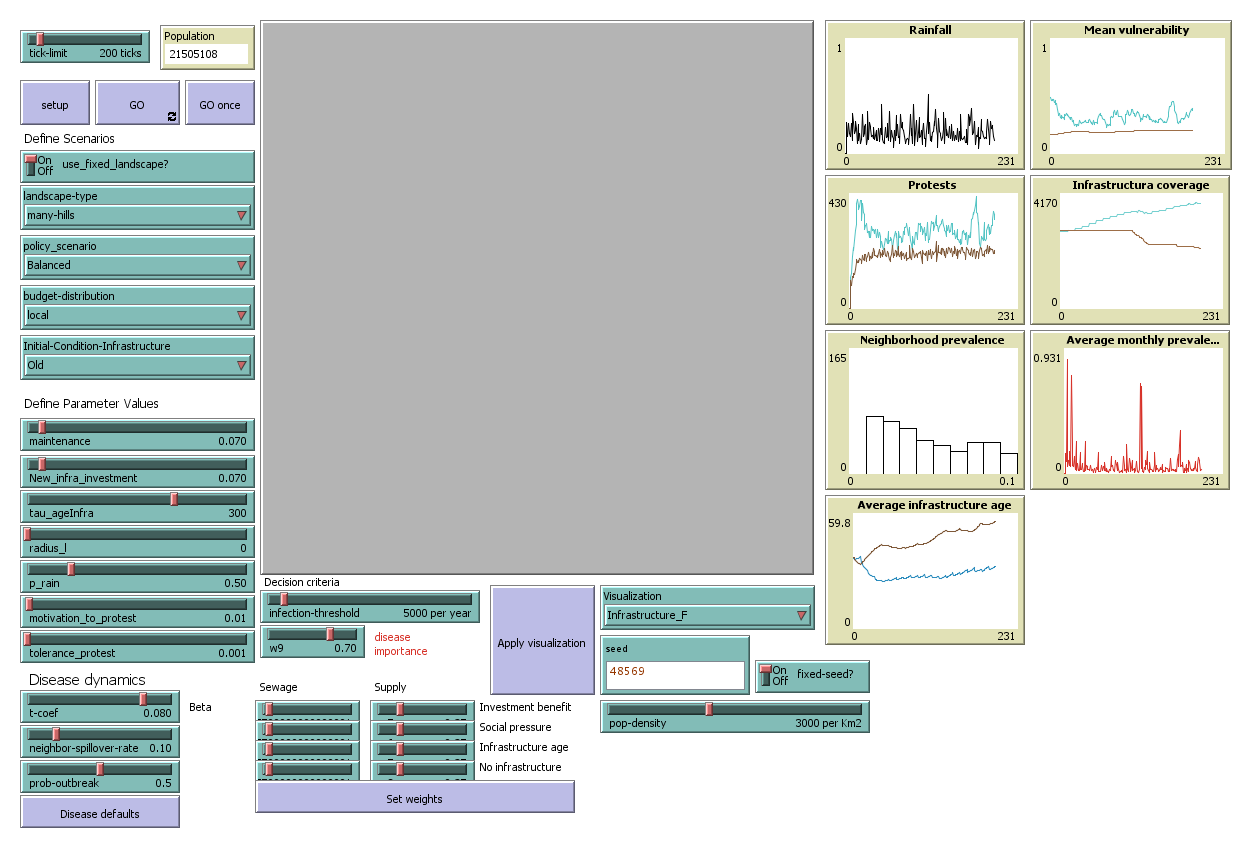 tick-limit 200 ticks
Population
21505108
setup
GO
GO once
Define Scenarios
On
Off
use_fixed_landscape?
landscape-type
many-hills
policy_scenario
Balanced
budget-distribution
local
Initial-Condition-Infrastructure
Old
Define Parameter Values
maintenance 0.070
New_infra_investment 0.070
tau_ageInfra 300
radius_l 0
p_rain 0.50
motivation_to_protest 0.01
tolerance_protest 0.001
Disease dynamics
t-coef 0.080
Beta
neighbor-spillover-rate 0.10
prob-outbreak 0.5
Disease defaults
Decision criteria
infection-threshold 5000 per year
w9 0.70
disease
importance
Sewage
Supply
Investment benefit
Social pressure
Infrastructure age
No infrastructure
Set weights
Apply visualization
Visualization
Infrastructure_F
seed
48569
On
Off
fixed-seed?
pop-density 3000 per Km2
Rainfall
1
0
0 231
Mean vulnerability
1
0
0 231
Protests
430
0
0 231
Infrastructura coverage
4170
0
0 231
Neighborhood prevalence
165
0
0 0.1
Average monthly prevale...
0.931
0
0 231
Average infrastructure age
59.8
0
0 231